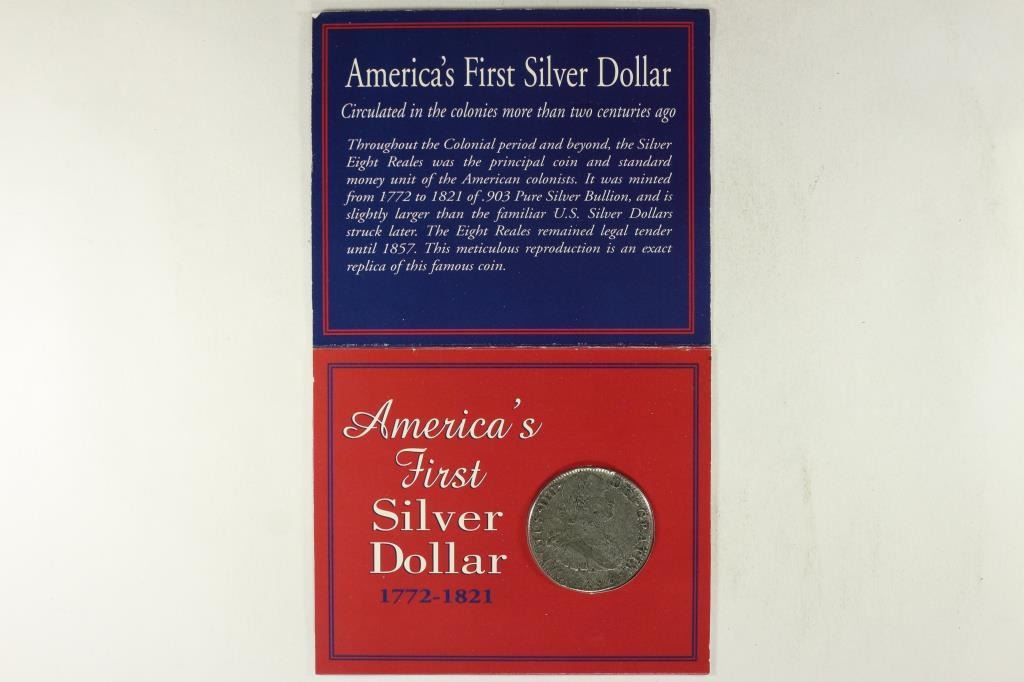 America's First Silver Dollar
Circulated in the colonies more than two centuries ago
Throughout the Colonial period and beyond, the Silver
Eight Reales was the principal coin and standard
money unit of the American colonists. It was minted
from 1772 to 1821 of .903 Pure Silver Bullion, and is
slightly larger than the familiar U.S. Silver Dollars
struck later. The Eight Reales remained legal tender
until 1857. This meticulous reproduction is an exact
replica of this famous coin.
America's
First
Silver
Dollar
1772-1821